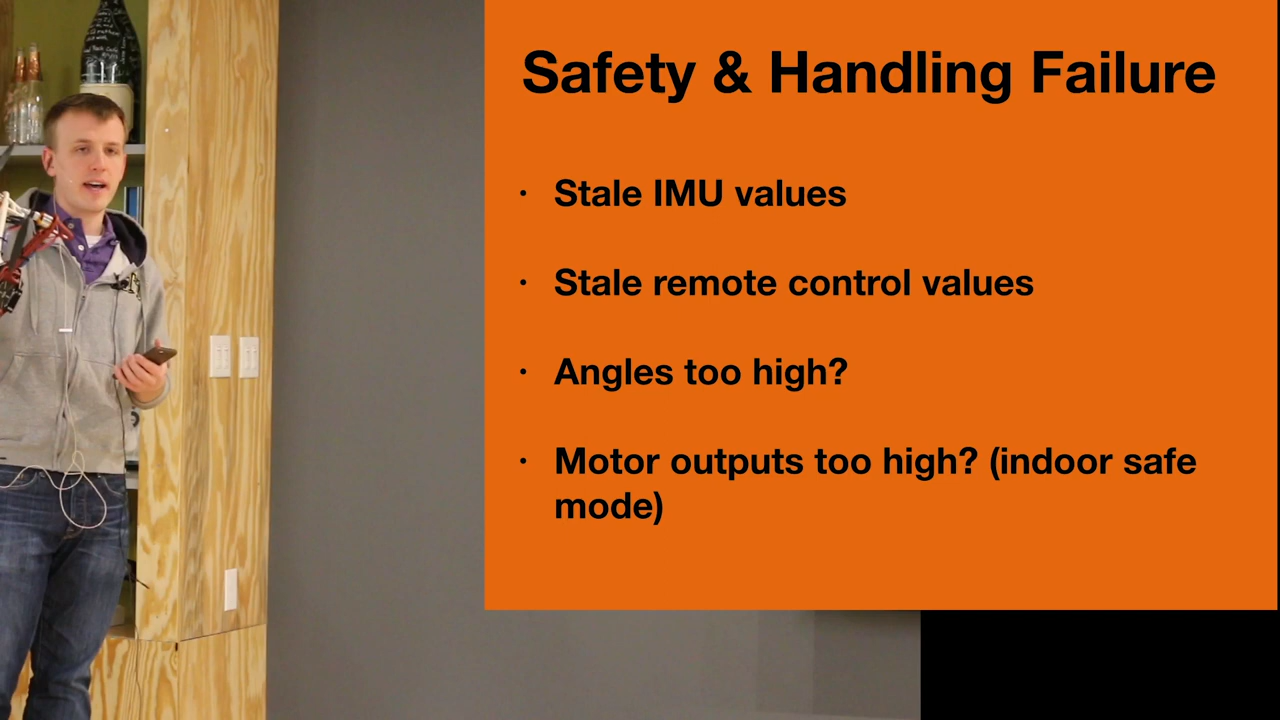 Safety & Handling Failure
· Stale IMU values
· Stale remote control values
· Angles too high?
· Motor outputs too high? (indoor safe
mode)